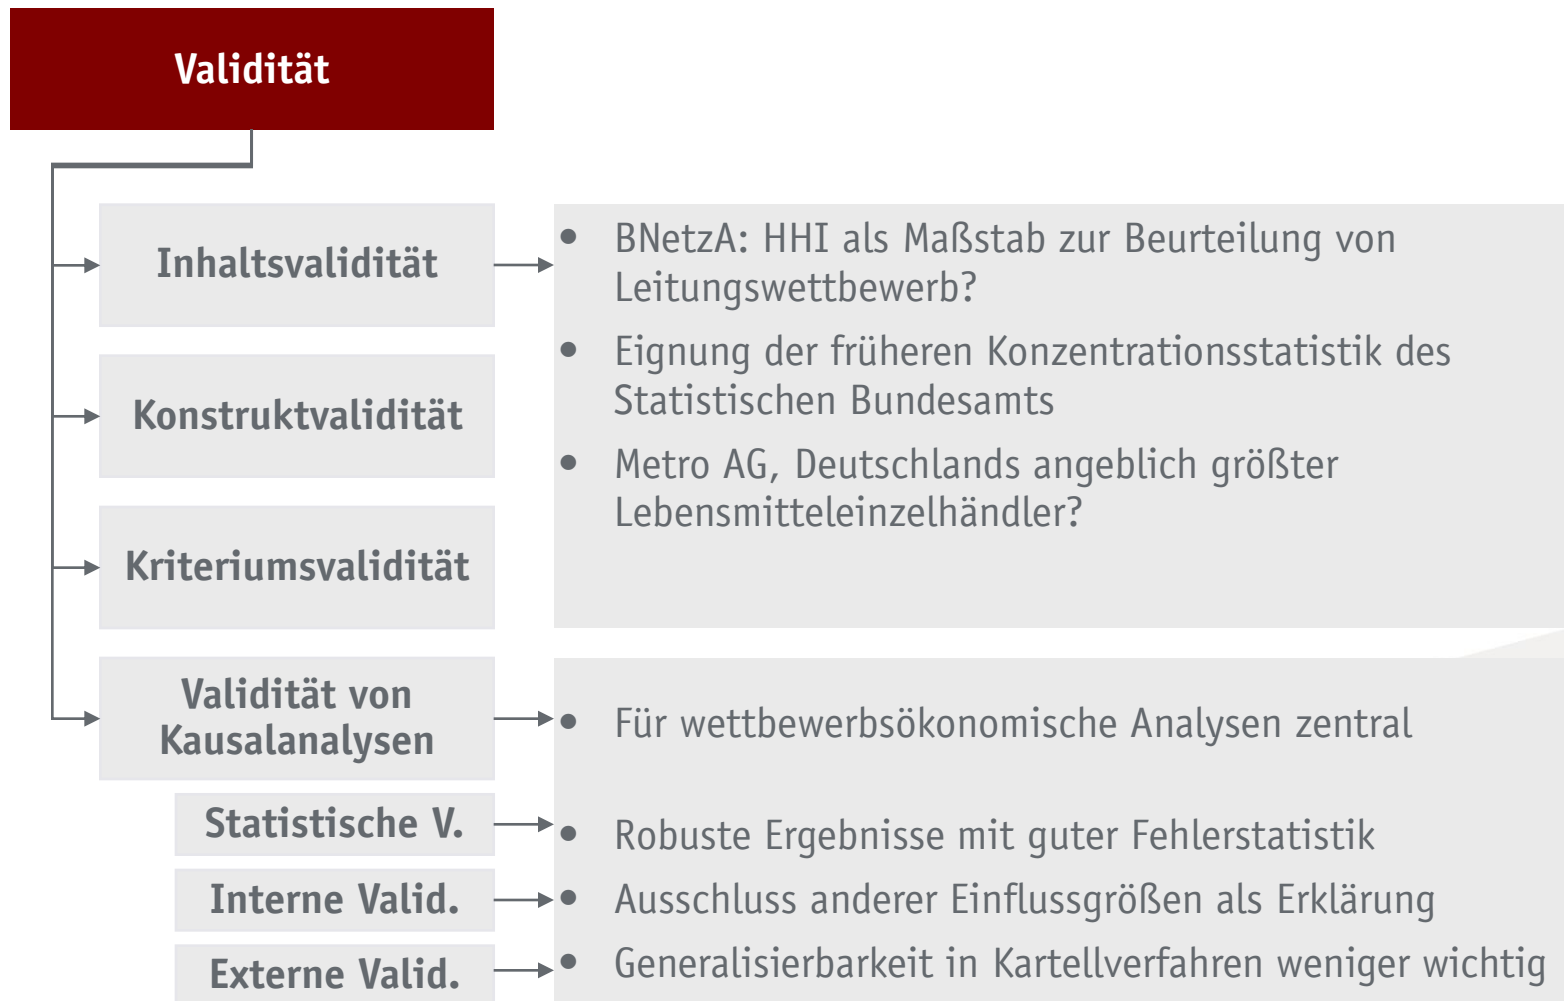 Validität
Inhaltsvalidität
• BNetzA: HHI als Maßstab zur Beurteilung von
Leitungswettbewerb?
• Eignung der früheren Konzentrationsstatistik des
Statistischen Bundesamts
• Metro AG, Deutschlands angeblich größter
Lebensmitteleinzelhändler?
Konstruktvalidität
Kriteriumsvalidität
Validität von
Kausalanalysen
• Für wettbewerbsökonomische Analysen zentral
Statistische V.
• Robuste Ergebnisse mit guter Fehlerstatistik
Interne Valid.
• Ausschluss anderer Einflussgrößen als Erklärung
Externe Valid.
• Generalisierbarkeit in Kartellverfahren weniger wichtig